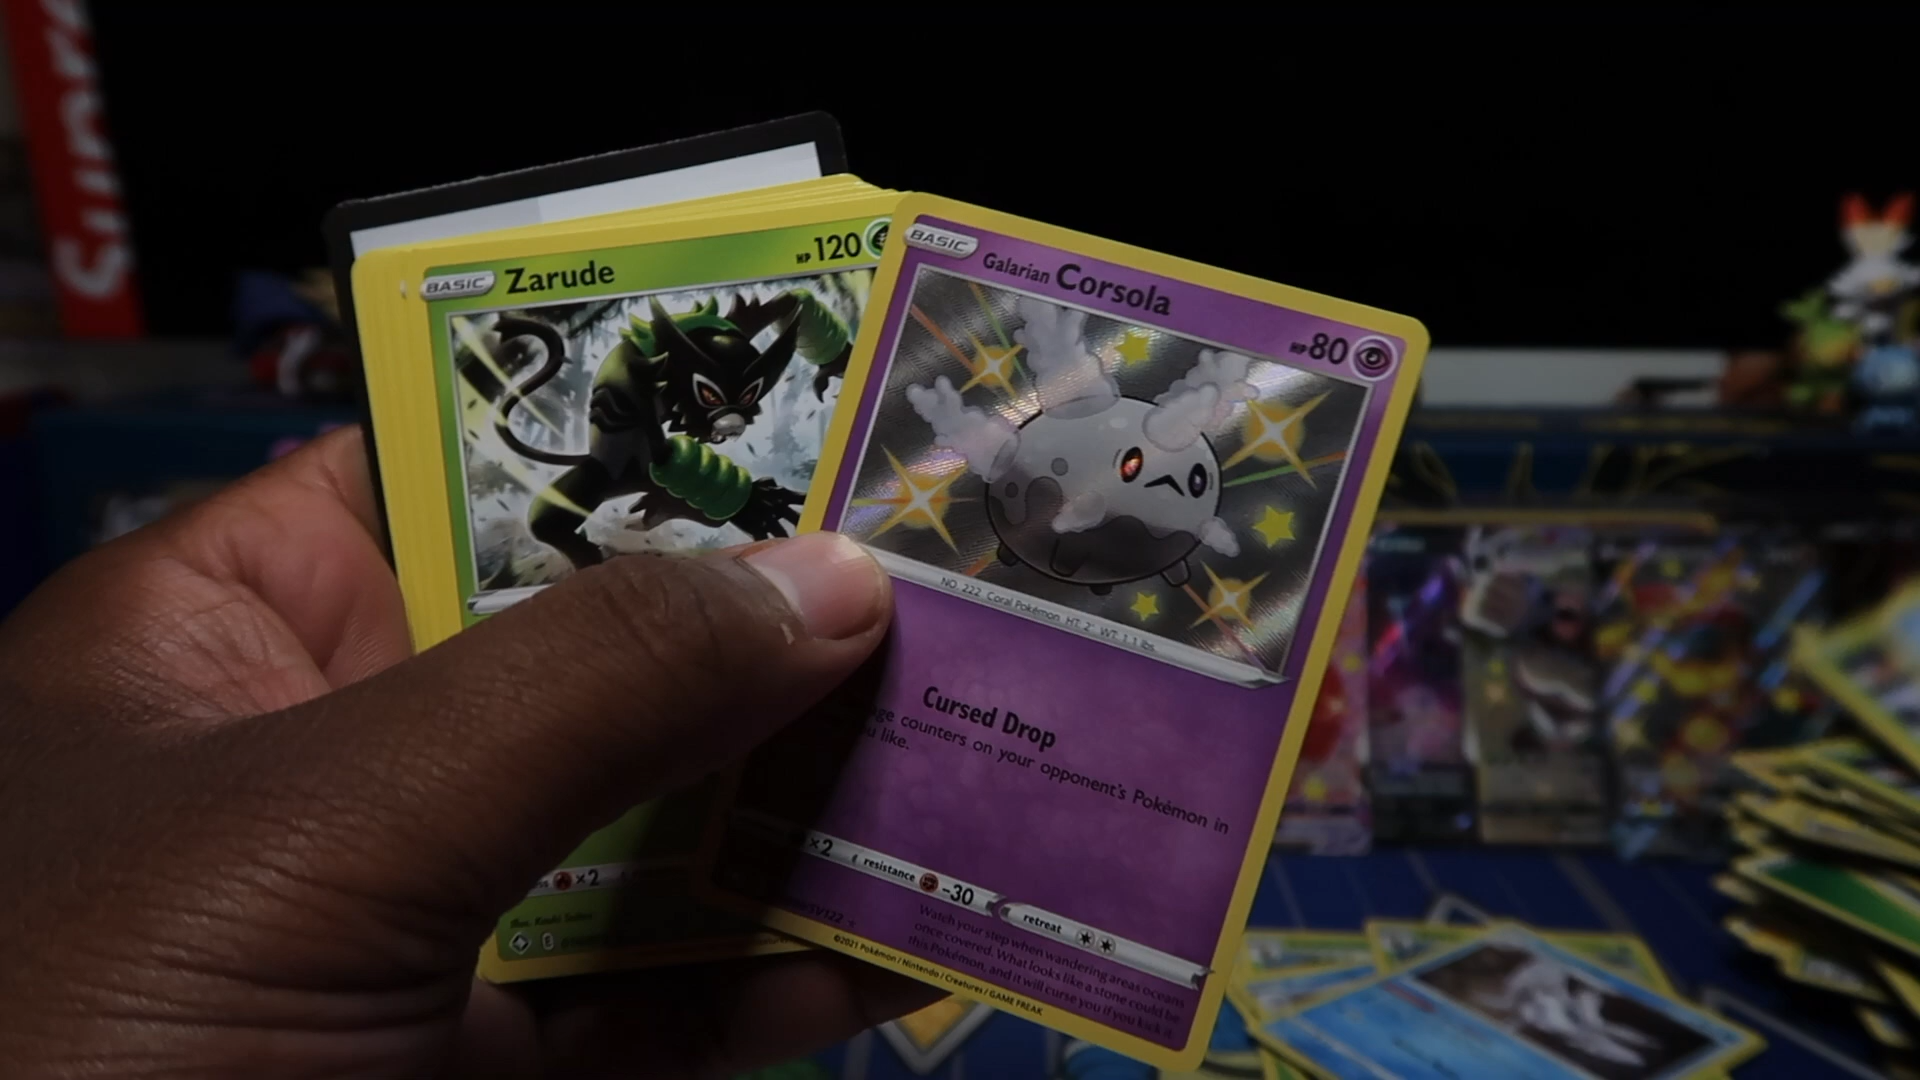 Supre
BASIC Zarude HP 120
×2
BASIC Galarian Corsola HP 80
NO. 222 Coral Pokémon HT: 2' WT: 1.1 lbs.
Cursed Drop
counters on your opponent's Pokémon in
like.
×2 resistance -30 retreat
SV122
Watch your step when wandering areas oceans
once covered. What looks like a stone could be
this Pokémon, and it will curse you if you kick it.
©2021 Pokémon / Nintendo / Creatures / GAME FREAK